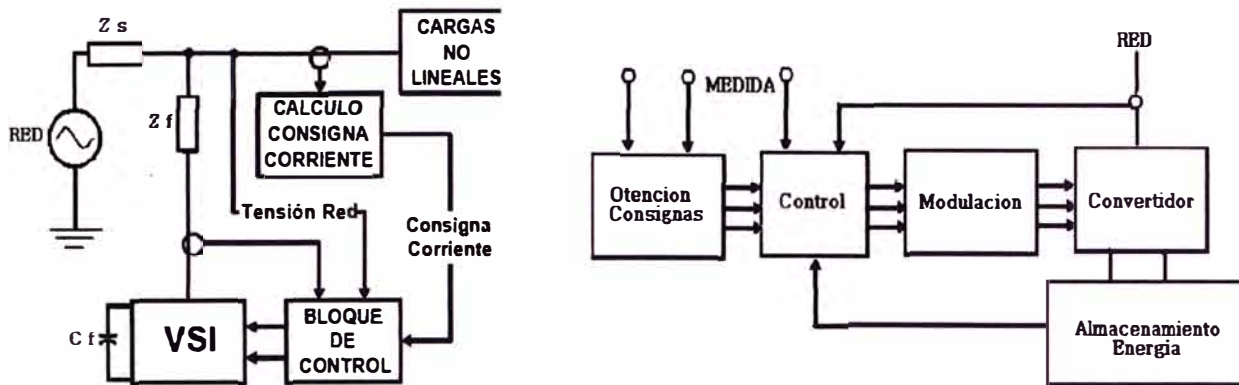 Z s
CARGAS
NO
LINEALES
RED
Z f
CALCULO
CONSIGNA
CORRIENTE
Tensión Red
Consigna
Corriente
C f
VSI
BLOQUE
DE
CONTROL
RED
MEDIDA
Otencion
Consignas
Control
Modulacion
Convertidor
Almacenamiento
Energia